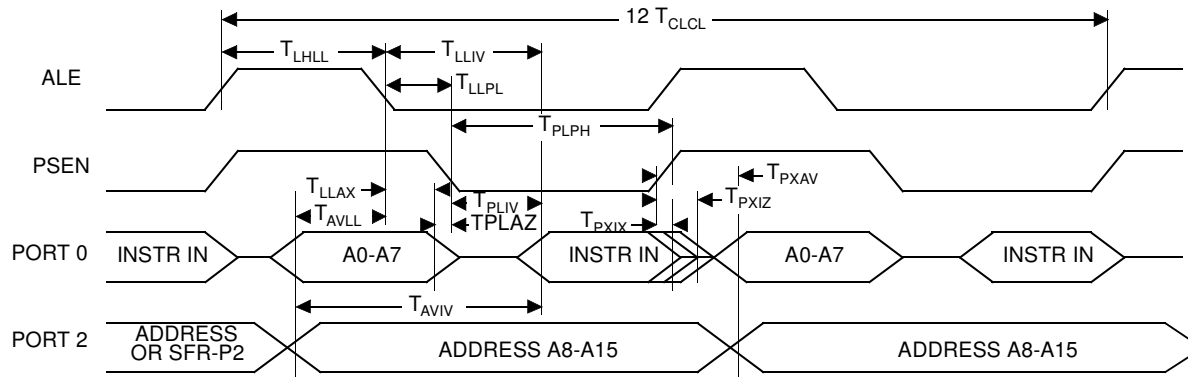 12 TCLCL
TLHLL TLLIV
ALE TLLPL
TPLPH
PSEN TPXAV
TLLAX TPLIV TPXIZ
TAVLL TPLAZ TPXIX
PORT 0 INSTR IN A0-A7 INSTR IN A0-A7 INSTR IN
TAVIV
PORT 2 ADDRESS
OR SFR-P2 ADDRESS A8-A15 ADDRESS A8-A15